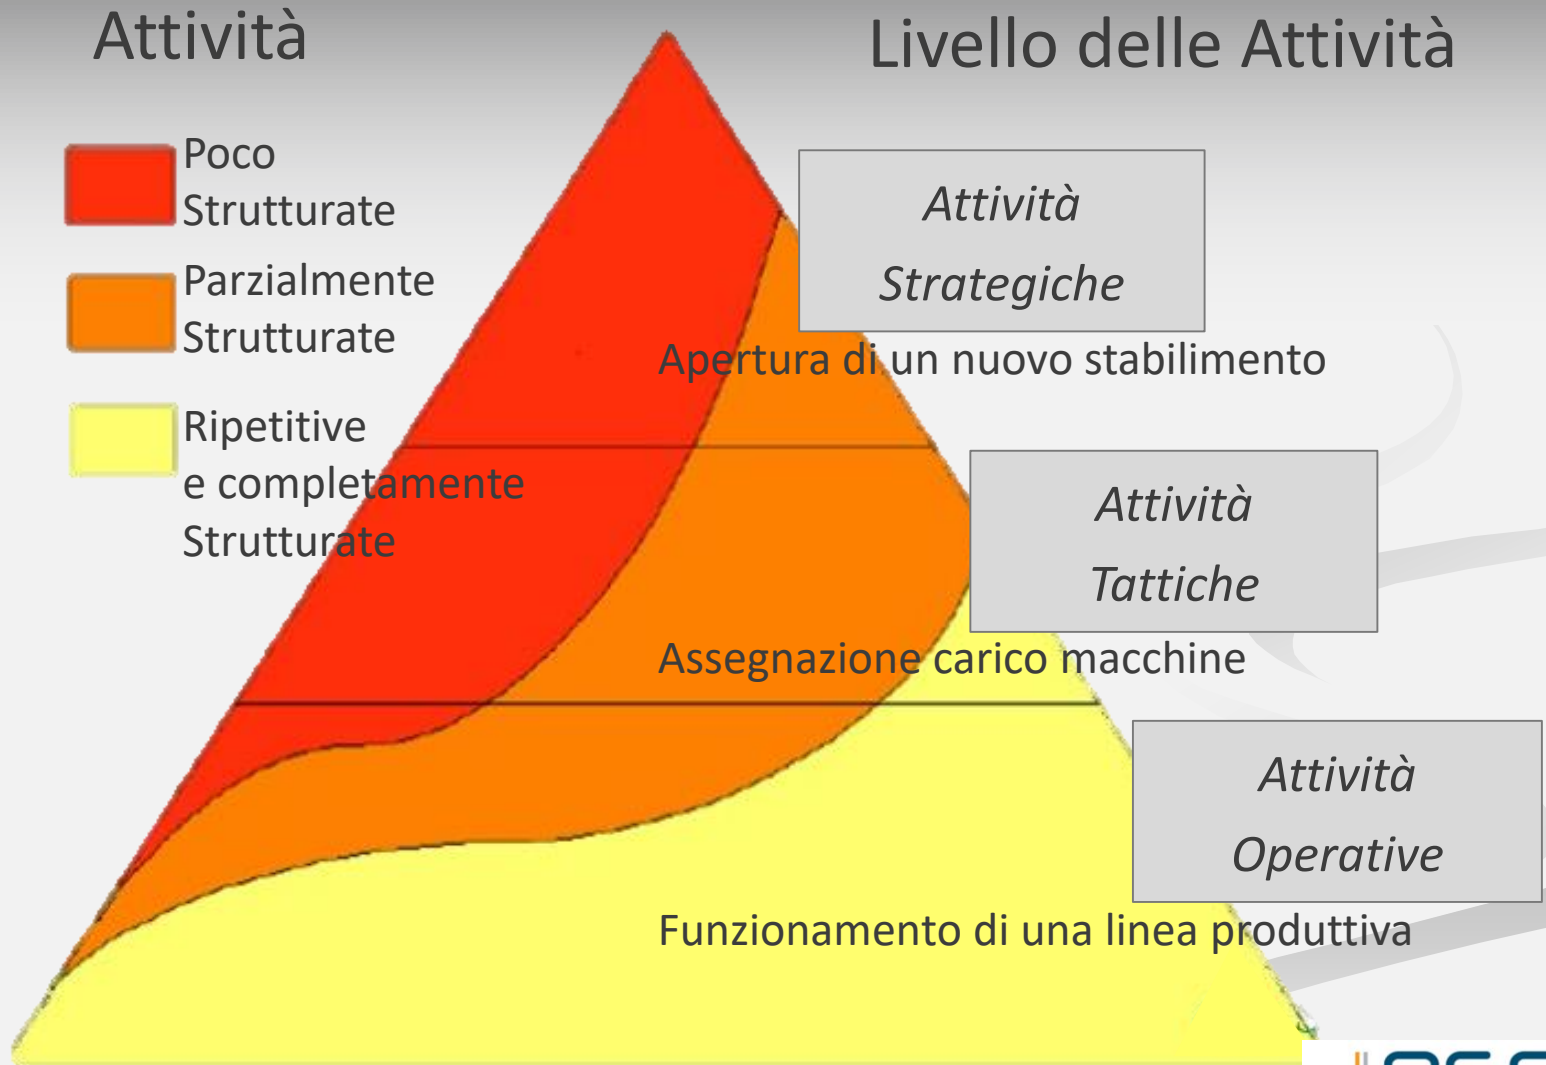 Attività
Livello delle Attività
Poco
Strutturate
Parzialmente
Strutturate
Ripetitive
e completamente
Strutturate
Attività
Strategiche
Apertura di un nuovo stabilimento
Attività
Tattiche
Assegnazione carico macchine
Attività
Operative
Funzionamento di una linea produttiva